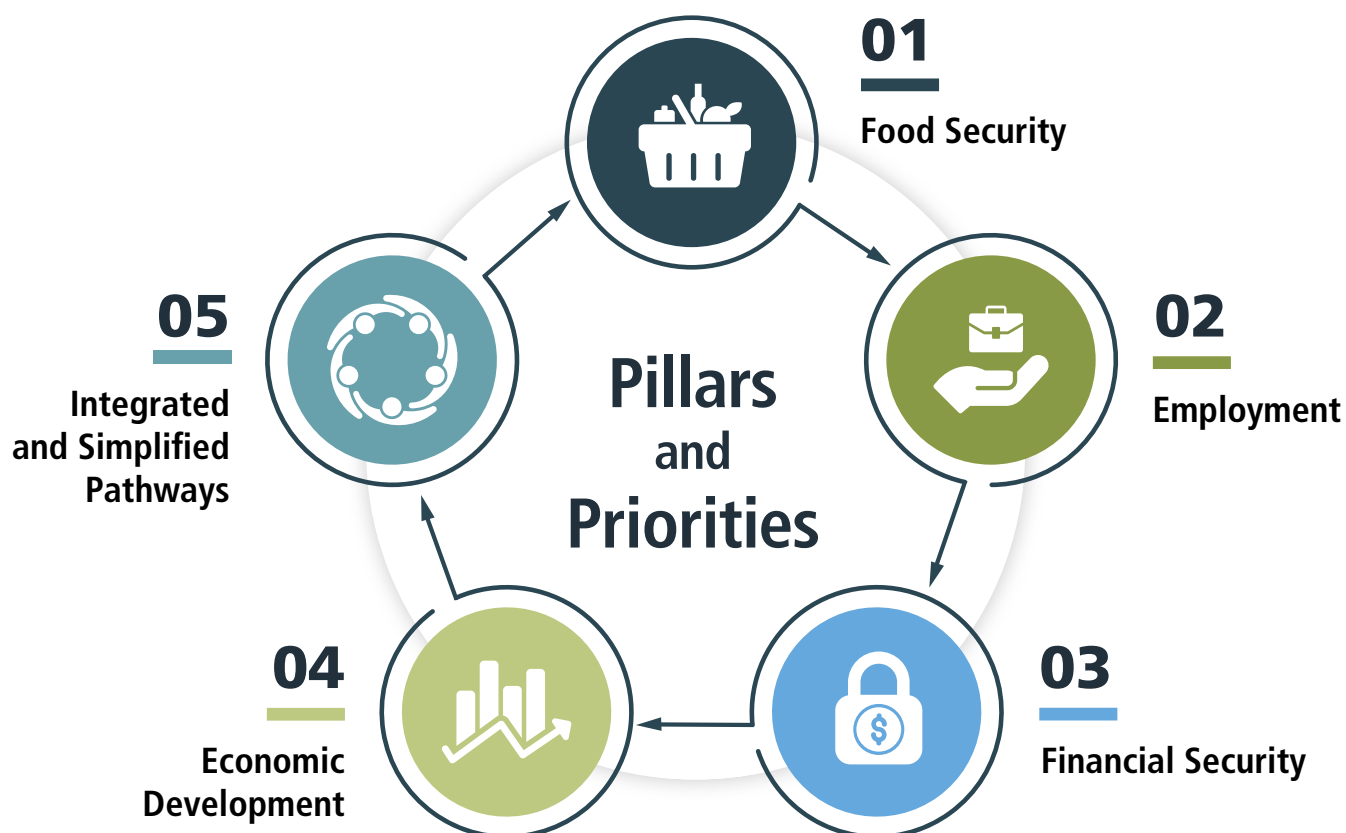 Pillars
and
Priorities
01
Food Security
02
Employment
03
Financial Security
$
04
Economic
Development
05
Integrated
and Simplified
Pathways